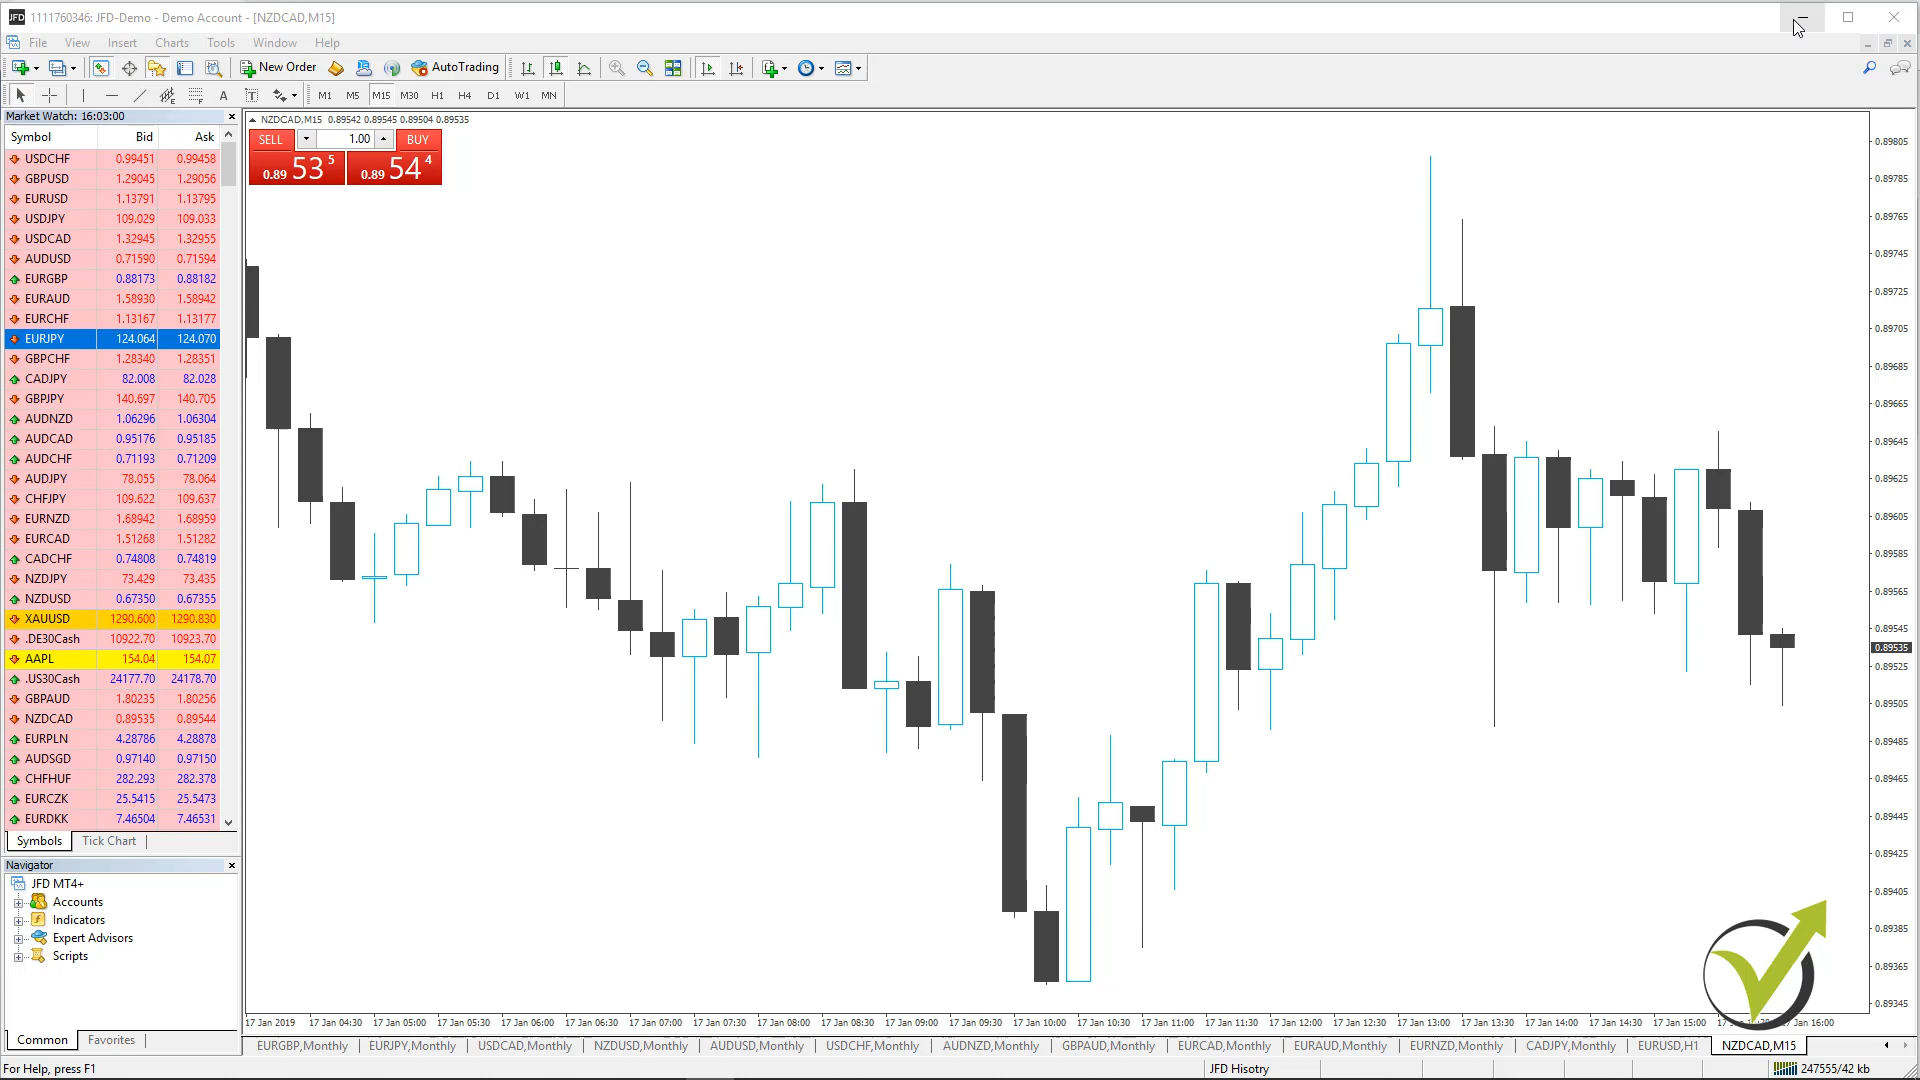 JFD 1111760346: JFD-Demo - Demo Account - [NZDCAD,M15]
File View Insert Charts Tools Window Help
New Order AutoTrading
A T M1 M5 M15 M30 H1 H4 D1 W1 MN
Market Watch: 16:03:00
Symbol Bid Ask
USDCHF 0.99451 0.99458
GBPUSD 1.29045 1.29056
EURUSD 1.13791 1.13795
USDJPY 109.029 109.033
USDCAD 1.32945 1.32955
AUDUSD 0.71590 0.71594
EURGBP 0.88173 0.88182
EURAUD 1.58930 1.58942
EURCHF 1.13167 1.13177
EURJPY 124.064 124.070
GBPCHF 1.28340 1.28351
CADJPY 82.008 82.028
GBPJPY 140.697 140.705
AUDNZD 1.06296 1.06304
AUDCAD 0.95176 0.95185
AUDCHF 0.71193 0.71209
AUDJPY 78.055 78.064
CHFJPY 109.622 109.637
EURNZD 1.68942 1.68959
EURCAD 1.51268 1.51282
CADCHF 0.74808 0.74819
NZDJPY 73.429 73.435
NZDUSD 0.67350 0.67355
XAUUSD 1290.600 1290.830
.DE30Cash 10922.70 10923.70
AAPL 154.04 154.07
.US30Cash 24177.70 24178.70
GBPAUD 1.80235 1.80256
NZDCAD 0.89535 0.89544
EURPLN 4.28786 4.28878
AUDSGD 0.97140 0.97150
CHFHUF 282.293 282.378
EURCZK 25.5415 25.5473
EURDKK 7.46504 7.46531
Symbols Tick Chart
Navigator
JFD MT4+
Accounts
Indicators
Expert Advisors
Scripts
Common Favorites
NZDCAD,M15 0.89542 0.89545 0.89504 0.89535
SELL 1.00 BUY
0.89 53 5 0.89 54 4
0.89805
0.89785
0.89765
0.89745
0.89725
0.89705
0.89685
0.89665
0.89645
0.89625
0.89605
0.89585
0.89565
0.89545
0.89535
0.89525
0.89505
0.89485
0.89465
0.89445
0.89425
0.89405
0.89385
0.89365
0.89345
17 Jan 2019 17 Jan 04:30 17 Jan 05:00 17 Jan 05:30 17 Jan 06:00 17 Jan 06:30 17 Jan 07:00 17 Jan 07:30 17 Jan 08:00 17 Jan 08:30 17 Jan 09:00 17 Jan 09:30 17 Jan 10:00 17 Jan 10:30 17 Jan 11:00 17 Jan 11:30 17 Jan 12:00 17 Jan 12:30 17 Jan 13:00 17 Jan 13:30 17 Jan 14:00 17 Jan 14:30 17 Jan 15:00 Jan 16:00
EURGBP,Monthly EURJPY,Monthly USDCAD,Monthly NZDUSD,Monthly AUDUSD,Monthly USDCHF,Monthly AUDNZD,Monthly GBPAUD,Monthly EURCAD,Monthly EURAUD,Monthly EURNZD,Monthly CADJPY,Monthly EURUSD,H1 NZDCAD,M15
For Help, press F1 JFD Hisotry 247555/42 kb